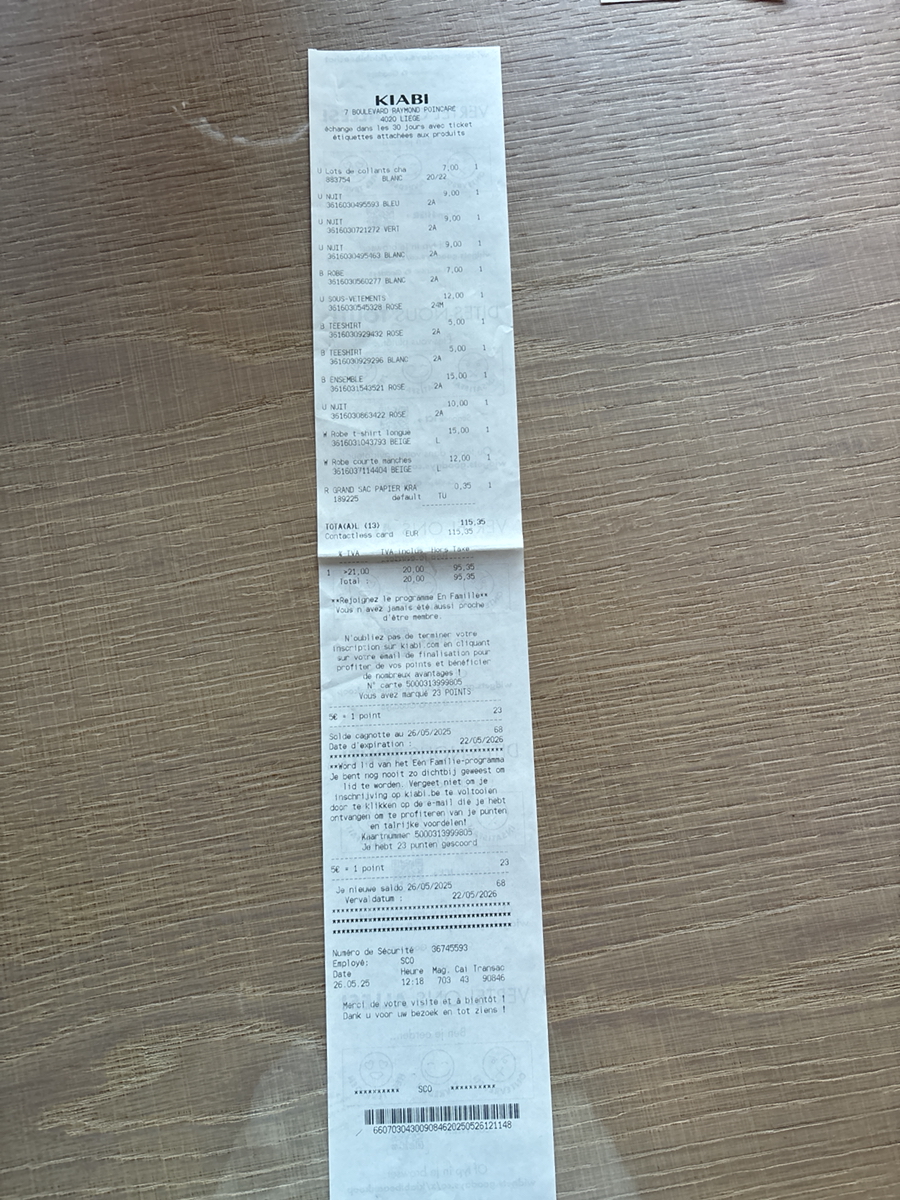 KIABI
7 BOULEVARD RAYMOND POINCARE
4020 LIEGE
échange dans les 30 jours avec ticket
étiquettes attachées aux produits
U Lots de collants cha 7,00 1
883754 BLANC 20/22
U NUIT 9,00 1
3616030495593 BLEU 2A
U NUIT 9,00 1
3616030721272 VERT 2A
U NUIT 9,00 1
3616030495463 BLANC 2A
B ROBE 7,00 1
3616030560277 BLANC 2A
U SOUS-VETEMENTS 12,00 1
3616030545328 ROSE 24M
B TEESHIRT 5,00 1
3616030929432 ROSE 2A
B TEESHIRT 5,00 1
3616030929296 BLANC 2A
B ENSEMBLE 15,00 1
3616031543521 ROSE 2A
U NUIT 10,00 1
3616030863422 ROSE 2A
W Robe t-shirt longue 15,00 1
3616031043793 BEIGE L
W Robe courte manches 12,00 1
3616037114404 BEIGE L
R GRAND SAC PAPIER KRA 0,35 1
189225 default TU
TOTA(A)L (13) 115,35
Contactless card EUR 115,35
% TVA TVA inclus Hors Taxe
1 >21,00 20,00 95,35
Total : 20,00 95,35
**Rejoignez le programme En Famille**
Vous n avez jamais été aussi proche
d'être membre.
N'oubliez pas de terminer votre
inscription sur kiabi.com en cliquant
sur votre email de finalisation pour
profiter de vos points et bénéficier
de nombreux avantages !
N° carte 5000313999805
Vous avez marqué 23 POINTS
5€ = 1 point 23
Solde cagnotte au 26/05/2025 68
Date d'expiration : 22/05/2026
**************************************
**Word lid van het Een Familie-programma
Je bent nog nooit zo dichtbij geweest om
lid te worden. Vergeet niet om je
inschrijving op kiabi.be te voltooien
door te klikken op de e-mail die je hebt
ontvangen om te profiteren van je punten
en talrijke voordelen!
Kaartnummer 5000313999805
Je hebt 23 punten gescoord
5€ = 1 point 23
Je nieuwe saldo 26/05/2025 68
Vervaldatum : 22/05/2026
**************************************
**************************************
**************************************
Numéro de Sécurité 36745593
Employé: SCO
Date Heure Mag. Cai Transac
26.05.25 12:18 703 43 90846
Merci de votre visite et à bientôt !
Dank u voor uw bezoek en tot ziens !
********** SCO **********
660703043009084620250526121148